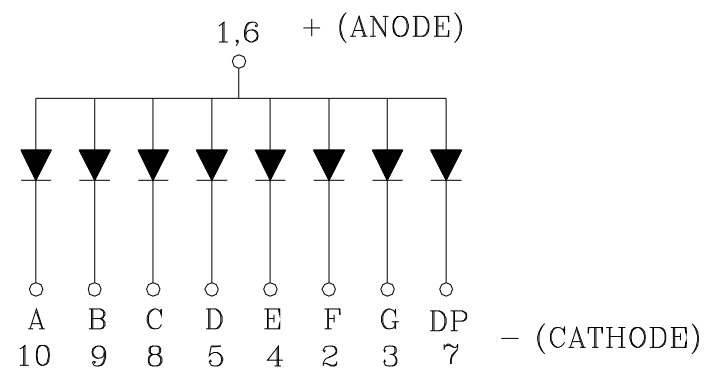 1,6 + (ANODE)
A B C D E F G DP
10 9 8 5 4 2 3 7 – (CATHODE)